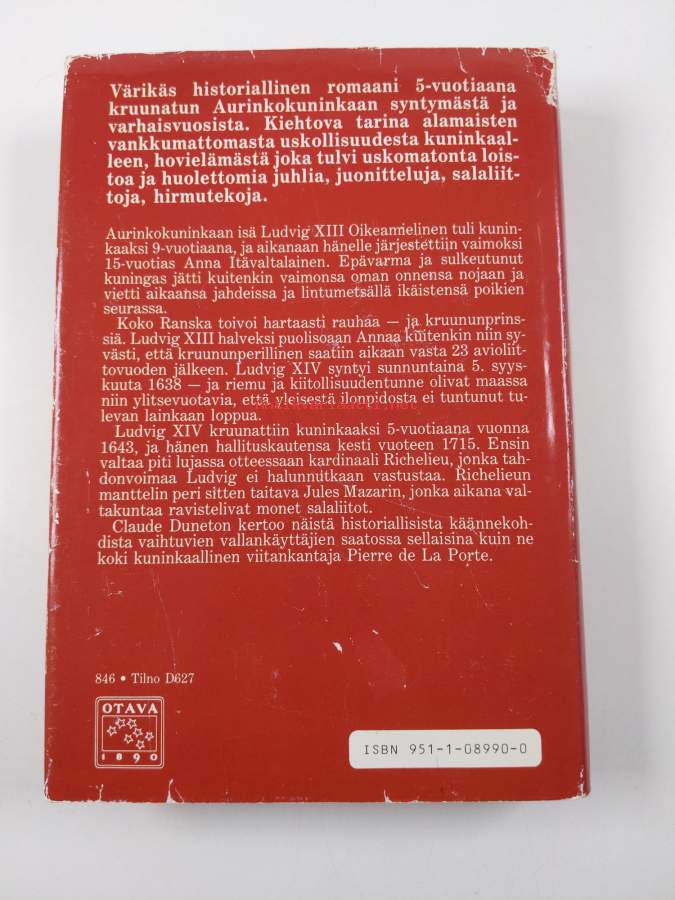 Värikäs historiallinen romaani 5-vuotiaana
kruunatun Aurinkokuninkaan syntymästä ja
varhaisvuosista. Kiehtova tarina alamaisten
vankkumattomasta uskollisuudesta kuninkaal-
leen, hovielämästä joka tulvi uskomatonta lois-
toa ja huolettomia juhlia, juonitteluja, salaliit-
toja, hirmutekoja.
Aurinkokuninkaan isä Ludvig XIII Oikeamielinen tuli kunin-
kaaksi 9-vuotiaana, ja aikanaan hänelle järjestettiin vaimoksi
15-vuotias Anna Itävaltalainen. Epävarma ja sulkeutunut
kuningas jätti kuitenkin vaimonsa oman onnensa nojaan ja
vietti aikaansa jahdeissa ja lintumetsällä ikäistensä poikien
seurassa.
Koko Ranska toivoi hartaasti rauhaa – ja kruununprins-
siä. Ludvig XIII halveksi puolisoaan Annaa kuitenkin niin sy-
västi, että kruununperillinen saatiin aikaan vasta 23 avioliit-
tovuoden jälkeen. Ludvig XIV syntyi sunnuntaina 5. syys-
kuuta 1638 – ja riemu ja kiitollisuudentunne olivat maassa
niin ylitsevuotavia, että yleisestä ilonpidosta ei tuntunut tu-
levan lainkaan loppua.
Ludvig XIV kruunattiin kuninkaaksi 5-vuotiaana vuonna
1643, ja hänen hallituskautensa kesti vuoteen 1715. Ensin
valtaa piti lujassa otteessaan kardinaali Richelieu, jonka tah-
donvoimaa Ludvig ei halunnutkaan vastustaa. Richelieun
manttelin peri sitten taitava Jules Mazarin, jonka aikana val-
takuntaa ravistelivat monet salaliitot.
Claude Duneton kertoo näistä historiallisista käännekoh-
dista vaihtuvien vallankäyttäjien saatossa sellaisina kuin ne
koki kuninkaallinen viitankantaja Pierre de La Porte.
846 • Tilno D627
OTAVA
1890
ISBN 951-1-08990-0